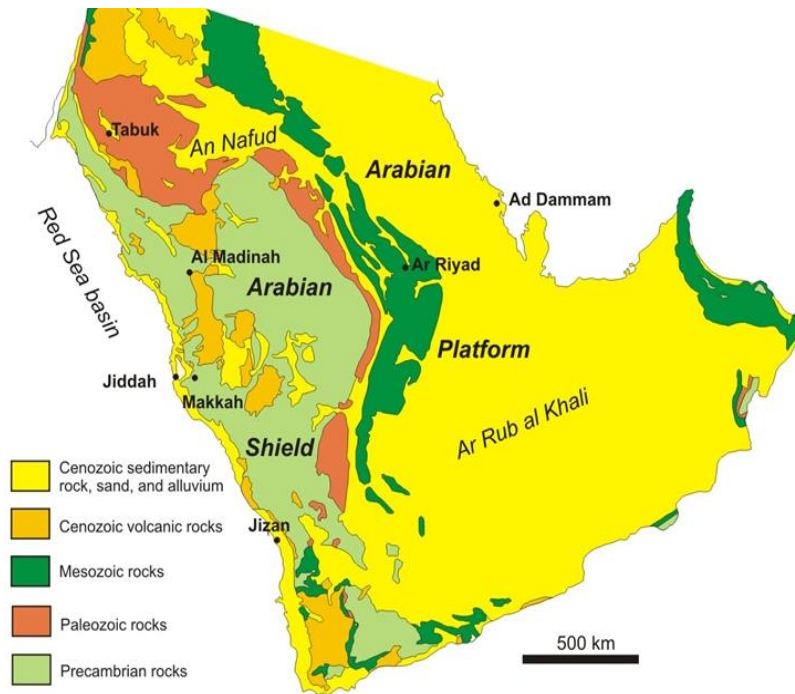 Tabuk
An Nafud
Arabian
Ad Dammam
Red Sea basin
Al Madinah
Ar Riyad
Arabian
Platform
Jiddah
Makkah
Ar Rub al Khali
Shield
Cenozoic sedimentary
rock, sand, and alluvium
Cenozoic volcanic rocks
Jizan
Mesozoic rocks
Paleozoic rocks
500 km
Precambrian rocks